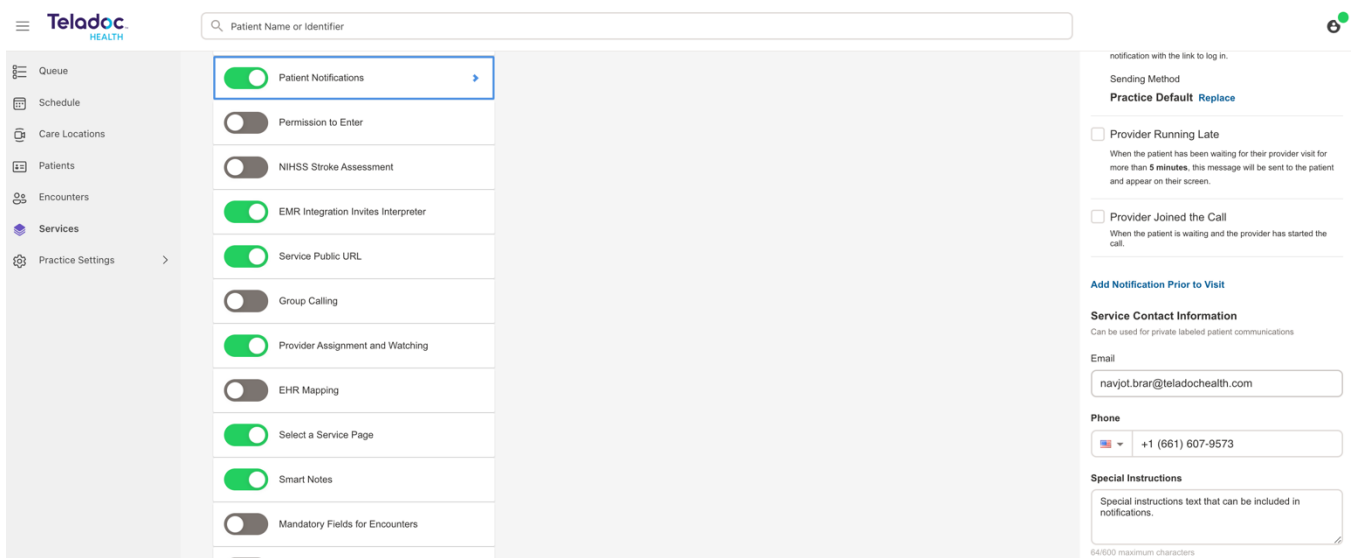 Teladoc
HEALTH
Patient Name or Identifier
Queue
Schedule
Care Locations
Patients
Encounters
Services
Practice Settings
Patient Notifications
Permission to Enter
NIHSS Stroke Assessment
EMR Integration Invites Interpreter
Service Public URL
Group Calling
Provider Assignment and Watching
EHR Mapping
Select a Service Page
Smart Notes
Mandatory Fields for Encounters
notification with the link to log in.
Sending Method
Practice Default Replace
Provider Running Late
When the patient has been waiting for their provider visit for
more than 5 minutes, this message will be sent to the patient
and appear on their screen.
Provider Joined the Call
When the patient is waiting and the provider has started the
call.
Add Notification Prior to Visit
Service Contact Information
Can be used for private labeled patient communications
Email
navjot.brar@teladochealth.com
Phone
+1 (661) 607-9573
Special Instructions
Special instructions text that can be included in
notifications.
64/600 maximum characters